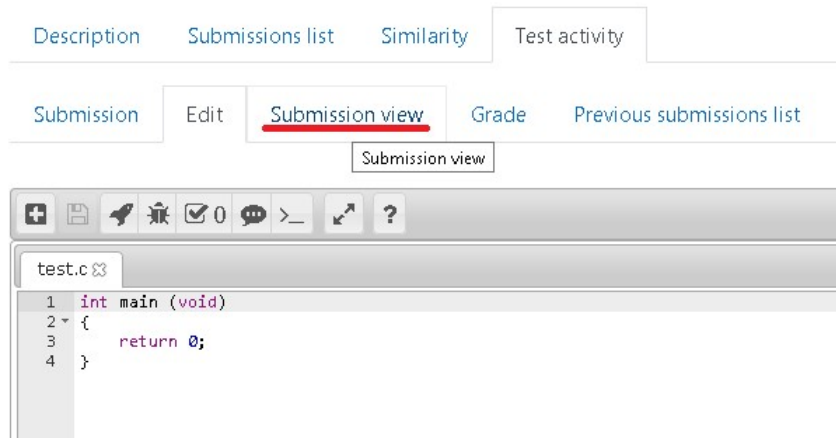 Description Submissions list Similarity Test activity
Submission Edit Submission view Grade Previous submissions list
Submission view
0 >_ ?
test.c
1 int main (void)
2 {
3 return 0;
4 }